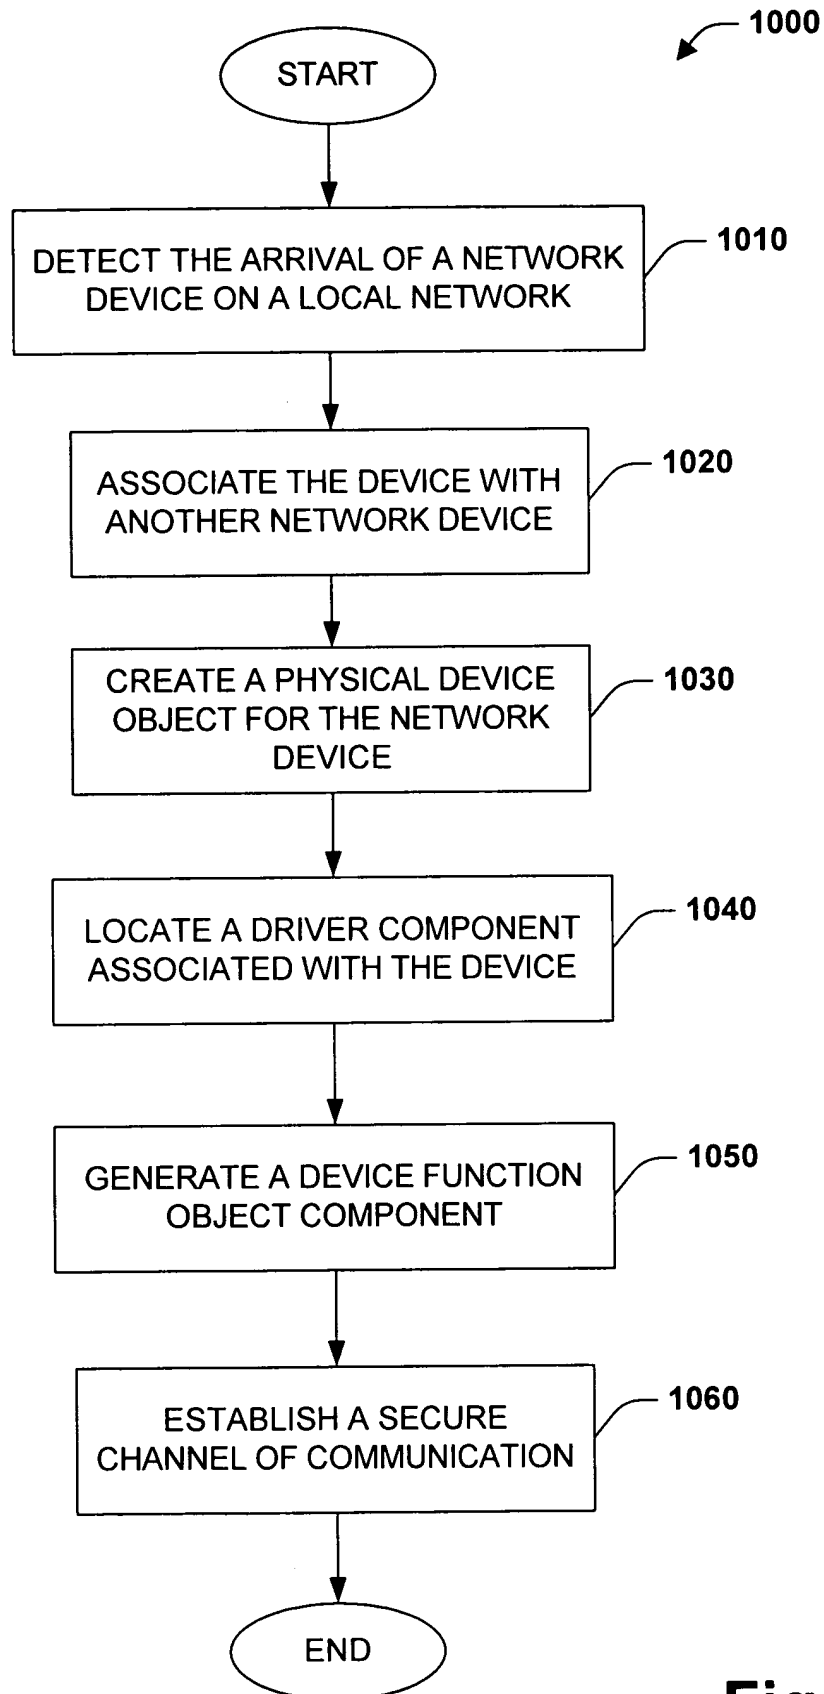 1000
START
DETECT THE ARRIVAL OF A NETWORK
DEVICE ON A LOCAL NETWORK
1010
ASSOCIATE THE DEVICE WITH
ANOTHER NETWORK DEVICE
1020
CREATE A PHYSICAL DEVICE
OBJECT FOR THE NETWORK
DEVICE
1030
LOCATE A DRIVER COMPONENT
ASSOCIATED WITH THE DEVICE
1040
GENERATE A DEVICE FUNCTION
OBJECT COMPONENT
1050
ESTABLISH A SECURE
CHANNEL OF COMMUNICATION
1060
END